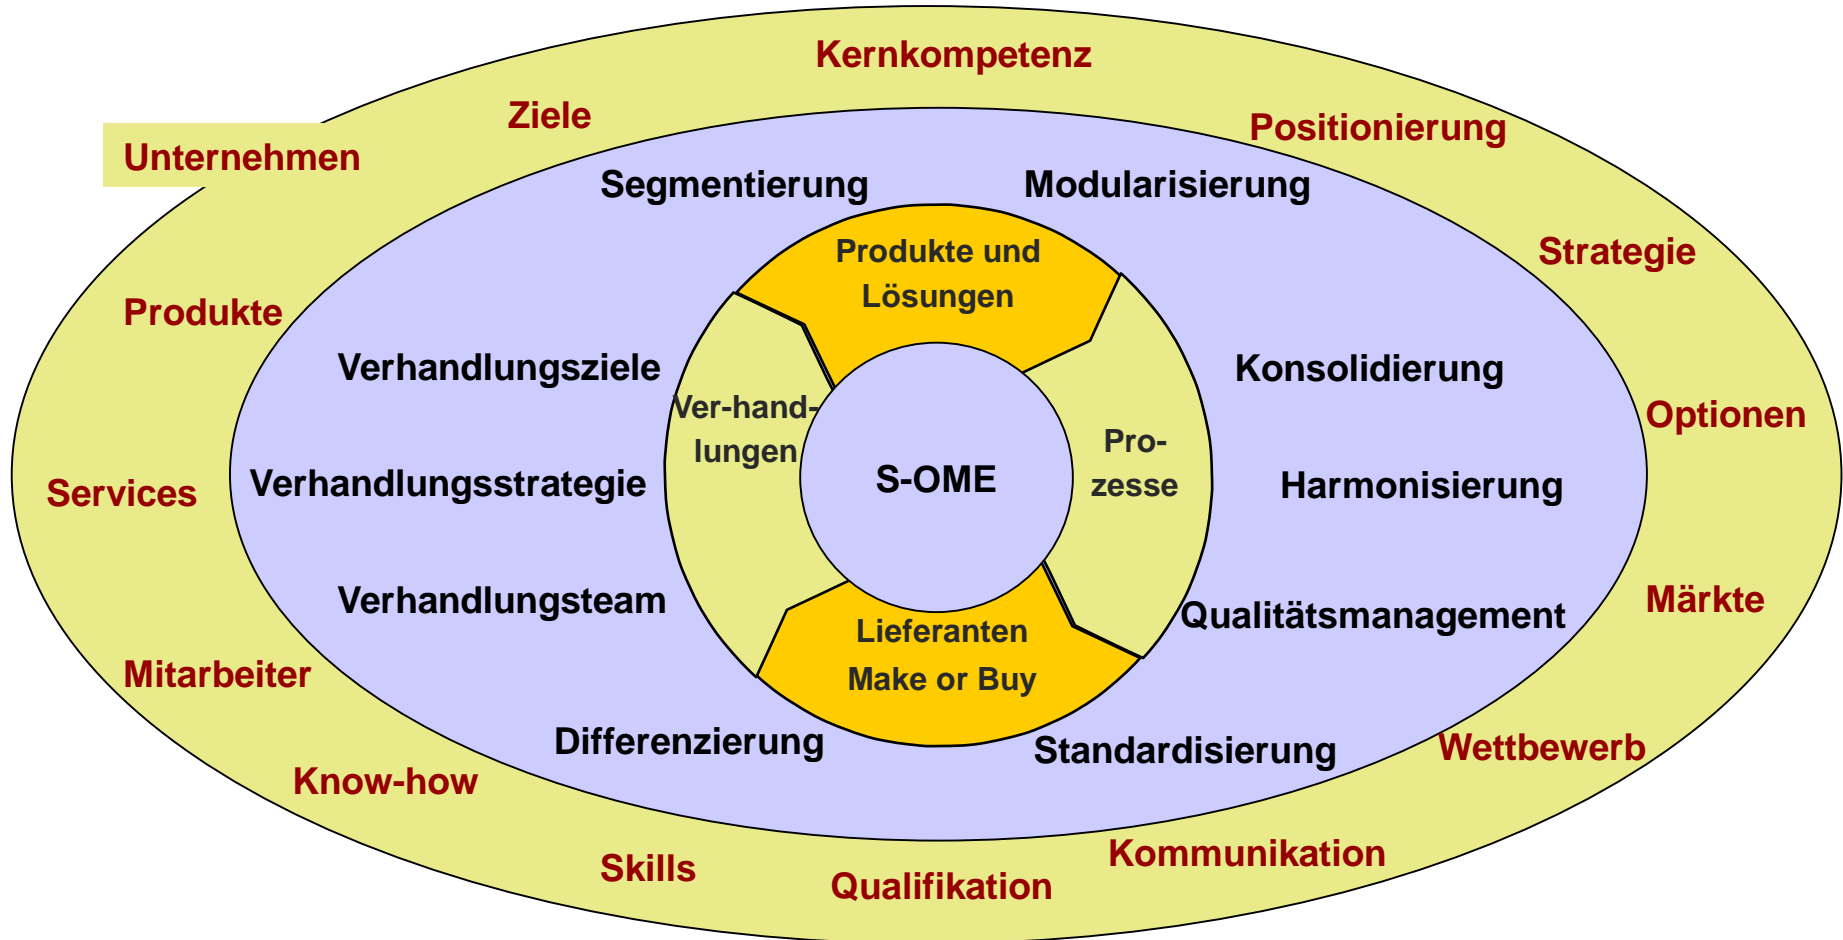 Kernkompetenz
Ziele
Positionierung
Unternehmen
Segmentierung
Modularisierung
Produkte und
Lösungen
Strategie
Produkte
Verhandlungsziele
Konsolidierung
Ver-hand-
lungen
Optionen
Pro-
zesse
S-OME
Services
Verhandlungsstrategie
Harmonisierung
Verhandlungsteam
Märkte
Qualitätsmanagement
Lieferanten
Make or Buy
Mitarbeiter
Differenzierung
Standardisierung
Wettbewerb
Know-how
Kommunikation
Skills
Qualifikation